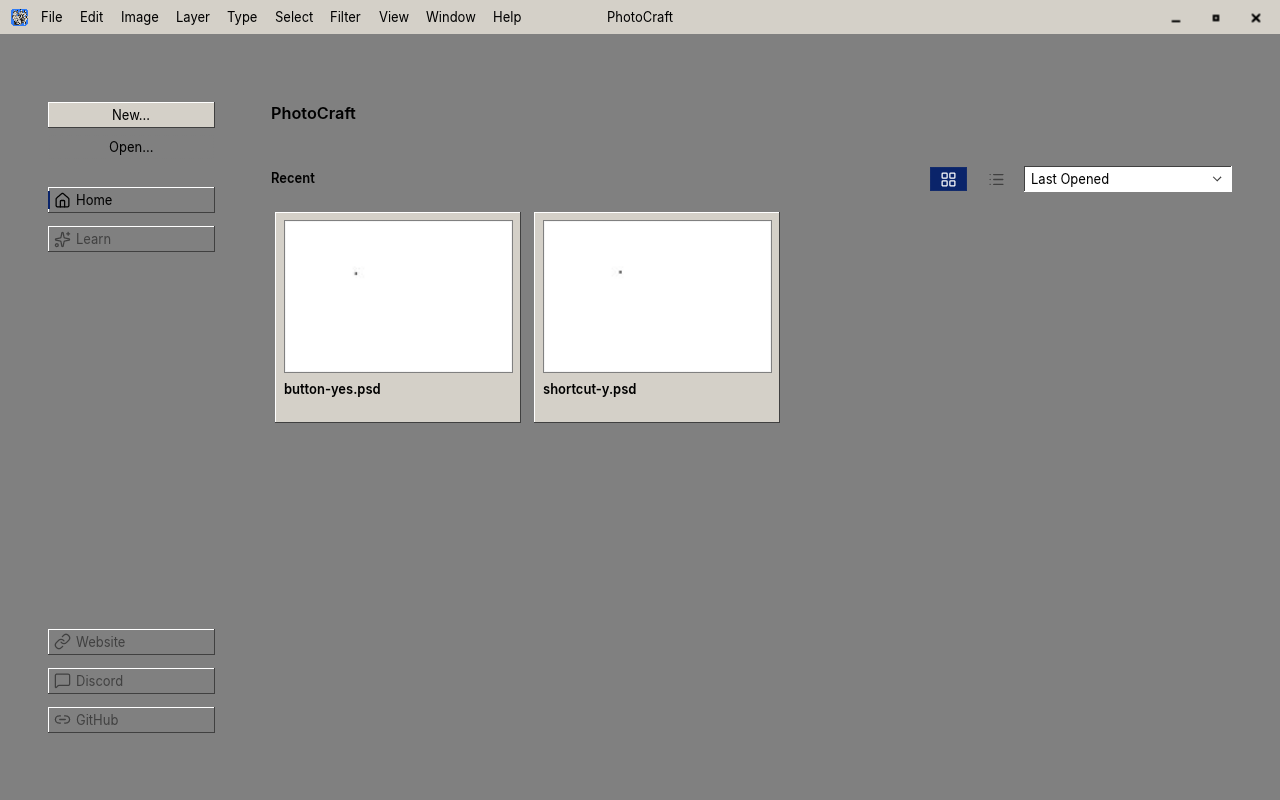 File Edit Image Layer Type Select Filter View Window Help PhotoCraft
New...
Open...
Home
Learn
Website
Discord
GitHub
PhotoCraft
Recent
Last Opened
button-yes.psd
shortcut-y.psd